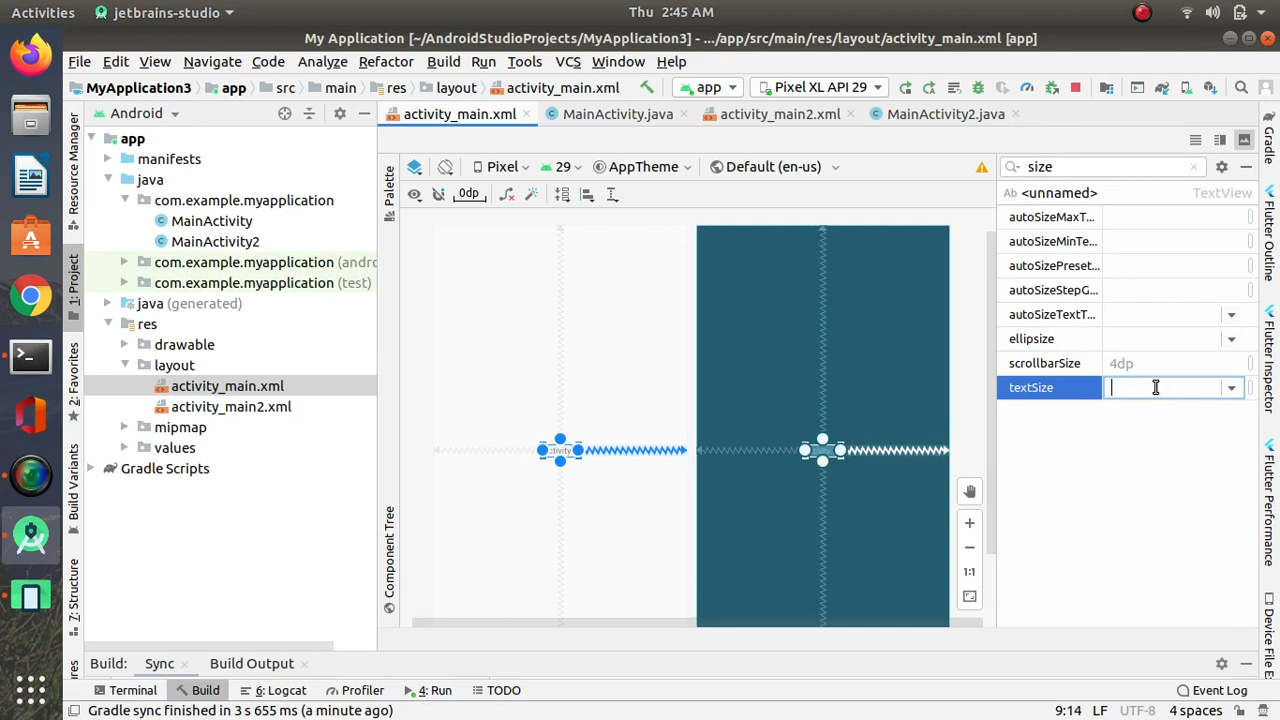 Activities
jetbrains-studio
Thu 2:45 AM
My Application [~/AndroidStudioProjects/MyApplication3] - .../app/src/main/res/layout/activity_main.xml [app]
File Edit View Navigate Code Analyze Refactor Build Run Tools VCS Window Help
MyApplication3 app src main res layout activity_main.xml app Pixel XL API 29
Android
activity_main.xml MainActivity.java activity_main2.xml MainActivity2.java
app
manifests
java
com.example.myapplication
MainActivity
MainActivity2
com.example.myapplication (andro
com.example.myapplication (test)
java (generated)
res
drawable
layout
activity_main.xml
activity_main2.xml
mipmap
values
Gradle Scripts
Resource Manager
1: Project
2: Favorites
Build Variants
7: Structure
Palette
Component Tree
Pixel 29 AppTheme Default (en-us)
0dp
1:1
size
Ab <unnamed> TextView
autoSizeMaxT...
autoSizeMinTe...
autoSizePreset...
autoSizeStepG...
autoSizeTextT...
ellipsize
scrollbarSize 4dp
textSize
Gradle
Flutter Outline
Flutter Inspector
Flutter Performance
Device File E
Build: Sync Build Output
Terminal Build 6: Logcat Profiler 4: Run TODO Event Log
Gradle sync finished in 3 s 655 ms (a minute ago) 9:14 LF UTF-8 4 spaces